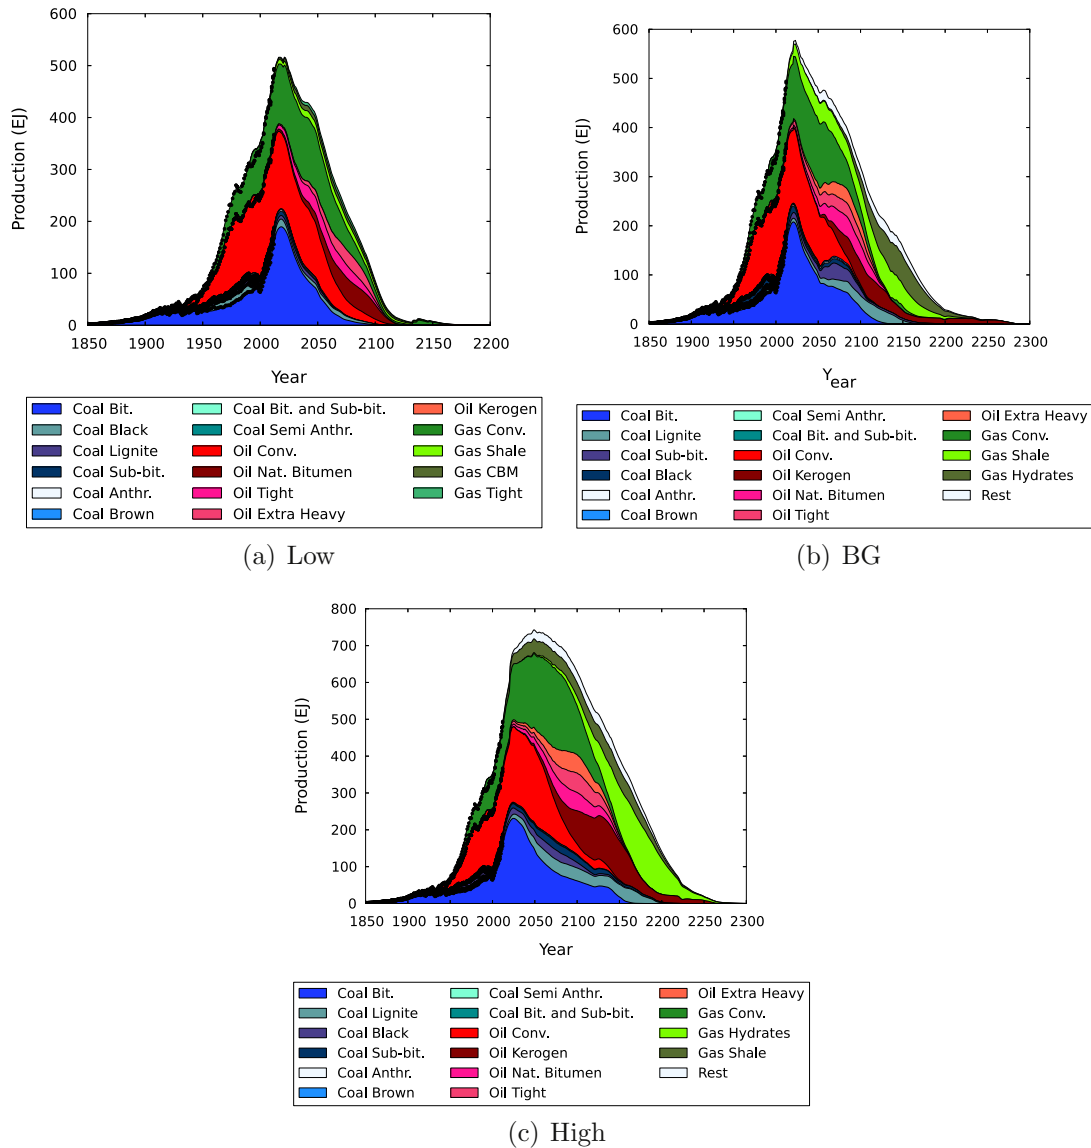 600
500
400
300
200
100
0
Production (EJ)
1850 1900 1950 2000 2050 2100 2150 2200
Year
Coal Bit. Coal Bit. and Sub-bit. Oil Kerogen
Coal Black Coal Semi Anthr. Gas Conv.
Coal Lignite Oil Conv. Gas Shale
Coal Sub-bit. Oil Nat. Bitumen Gas CBM
Coal Anthr. Oil Tight Gas Tight
Coal Brown Oil Extra Heavy
(a) Low
600
500
400
300
200
100
0
Production (EJ)
1850 1900 1950 2000 2050 2100 2150 2200 2250 2300
Year
Coal Bit. Coal Semi Anthr. Oil Extra Heavy
Coal Lignite Coal Bit. and Sub-bit. Gas Conv.
Coal Sub-bit. Oil Conv. Gas Shale
Coal Black Oil Kerogen Gas Hydrates
Coal Anthr. Oil Nat. Bitumen Rest
Coal Brown Oil Tight
(b) BG
800
700
600
500
400
300
200
100
0
Production (EJ)
1850 1900 1950 2000 2050 2100 2150 2200 2250 2300
Year
Coal Bit. Coal Semi Anthr. Oil Extra Heavy
Coal Lignite Coal Bit. and Sub-bit. Gas Conv.
Coal Black Oil Conv. Gas Hydrates
Coal Sub-bit. Oil Kerogen Gas Shale
Coal Anthr. Oil Nat. Bitumen Rest
Coal Brown Oil Tight
(c) High